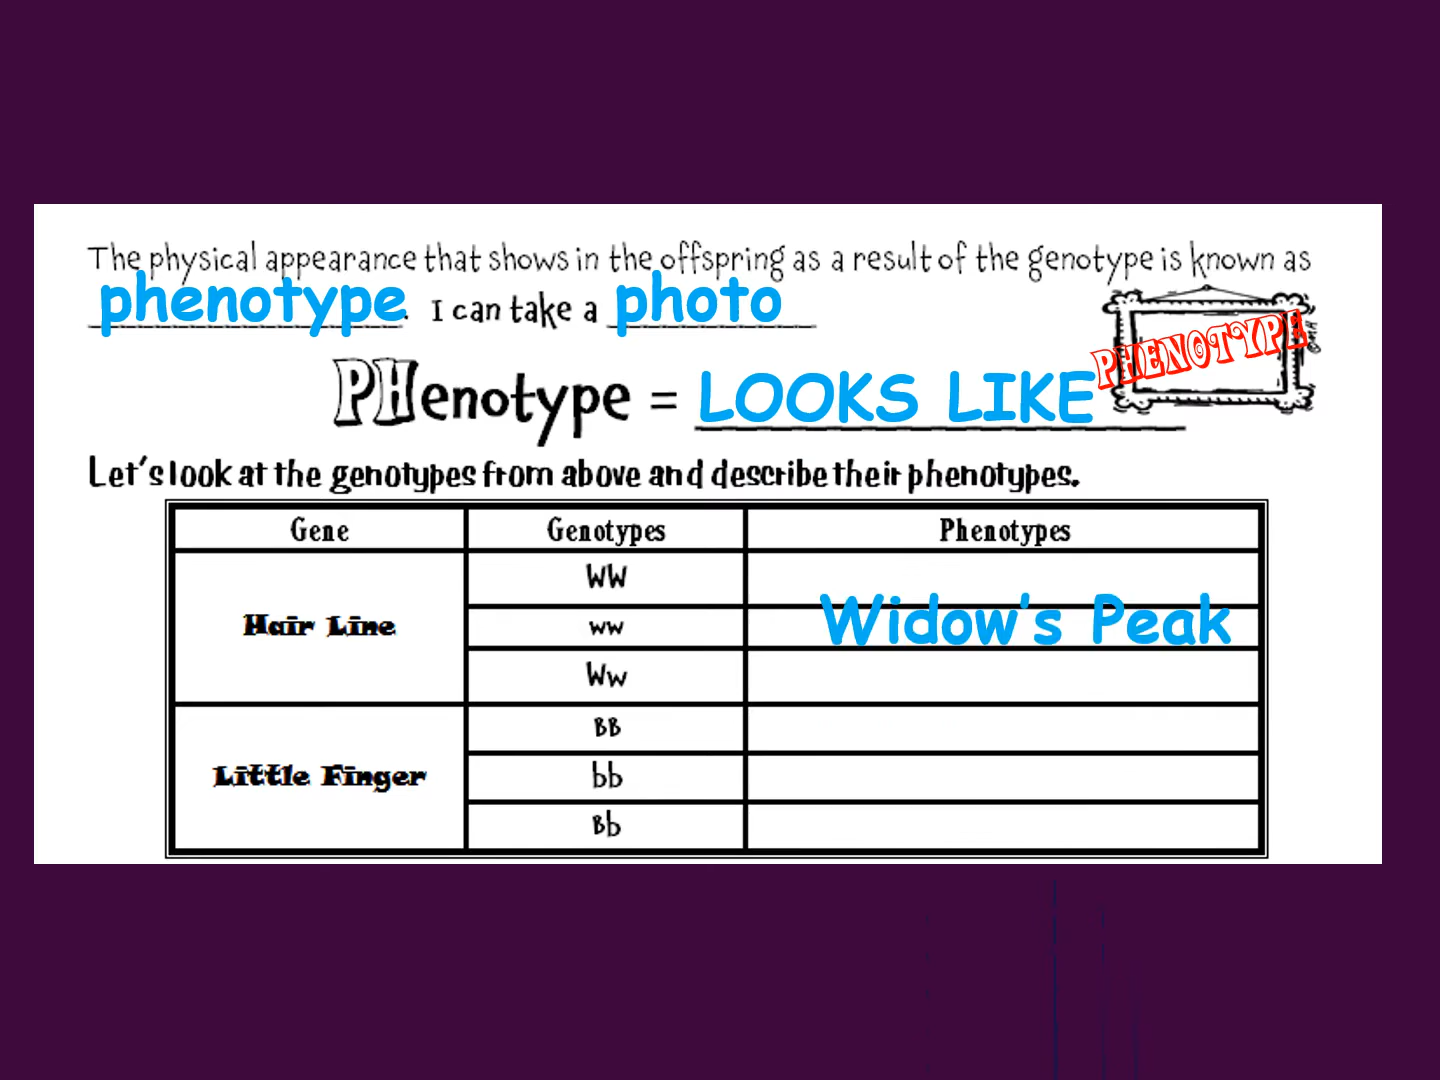 The physical appearance that shows in the offspring as a result of the genotype is known as
phenotype. I can take a photo
PHENOTYPE
PHenotype = LOOKS LIKE
Let's look at the genotypes from above and describe their phenotypes.
Gene Genotypes Phenotypes
WW
Hair Line ww Widow's Peak
Ww
BB
Little Finger bb
Bb